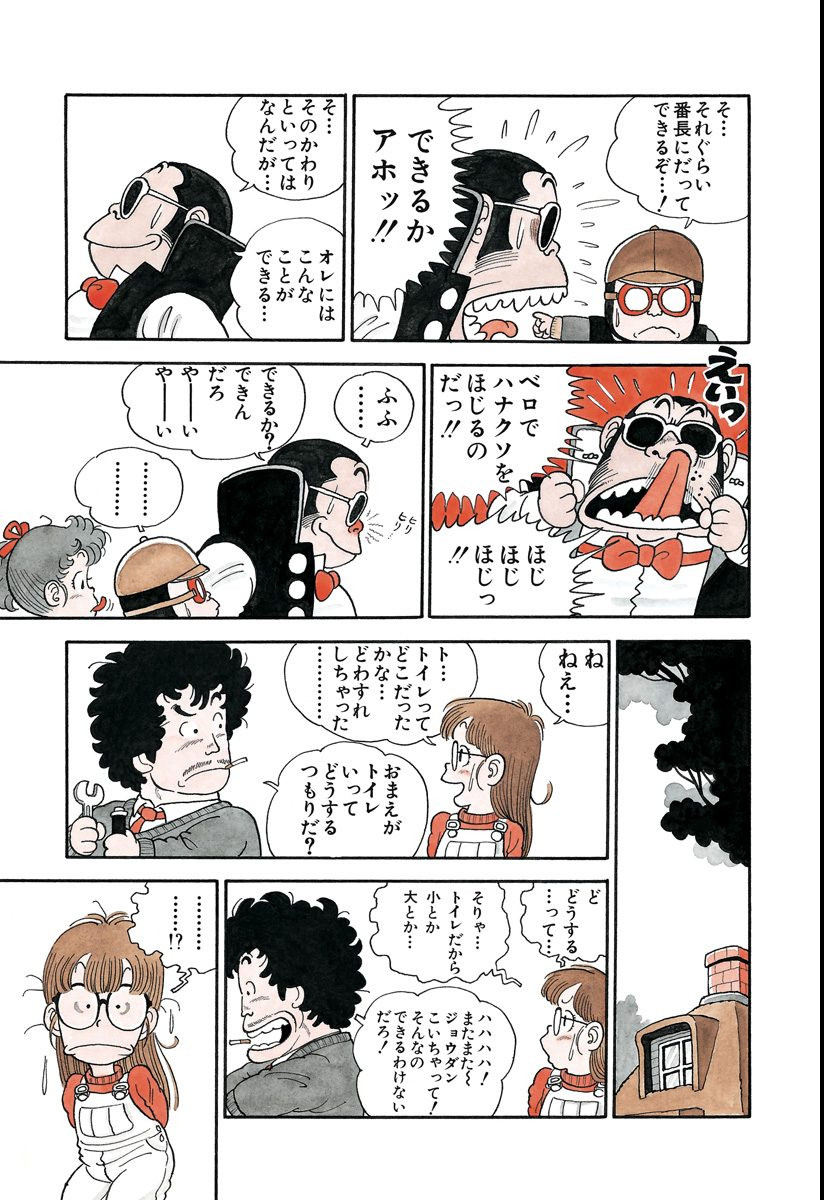 そ…
それぐらい
番長にだって
できるぞ…!
できるか
アホッ!!
そ…
そのかわり
といっては
なんだが…
オレには
こんな
ことが
できる…
えいっ
ベロで
ハナクソを
ほじるの
だっ!!
ほじ
ほじ
ほじっ
!!
ふふ
……
ヒリ
ヒリ
できるか?
できん
だろ
や──い
や──い
………
………
ね
ねえ…
ト…
トイレって
どこだった
かな…
どわすれ
しちゃった
…………
おまえが
トイレ
いって
どうする
つもりだ?
ど
どうする
…って…
そりゃ…
トイレだから
小とか
大とか…
ハハハハ!
またまた~
ジョウダン
こいちゃって!
そんなの
できるわけない
だろ!
………
……!?